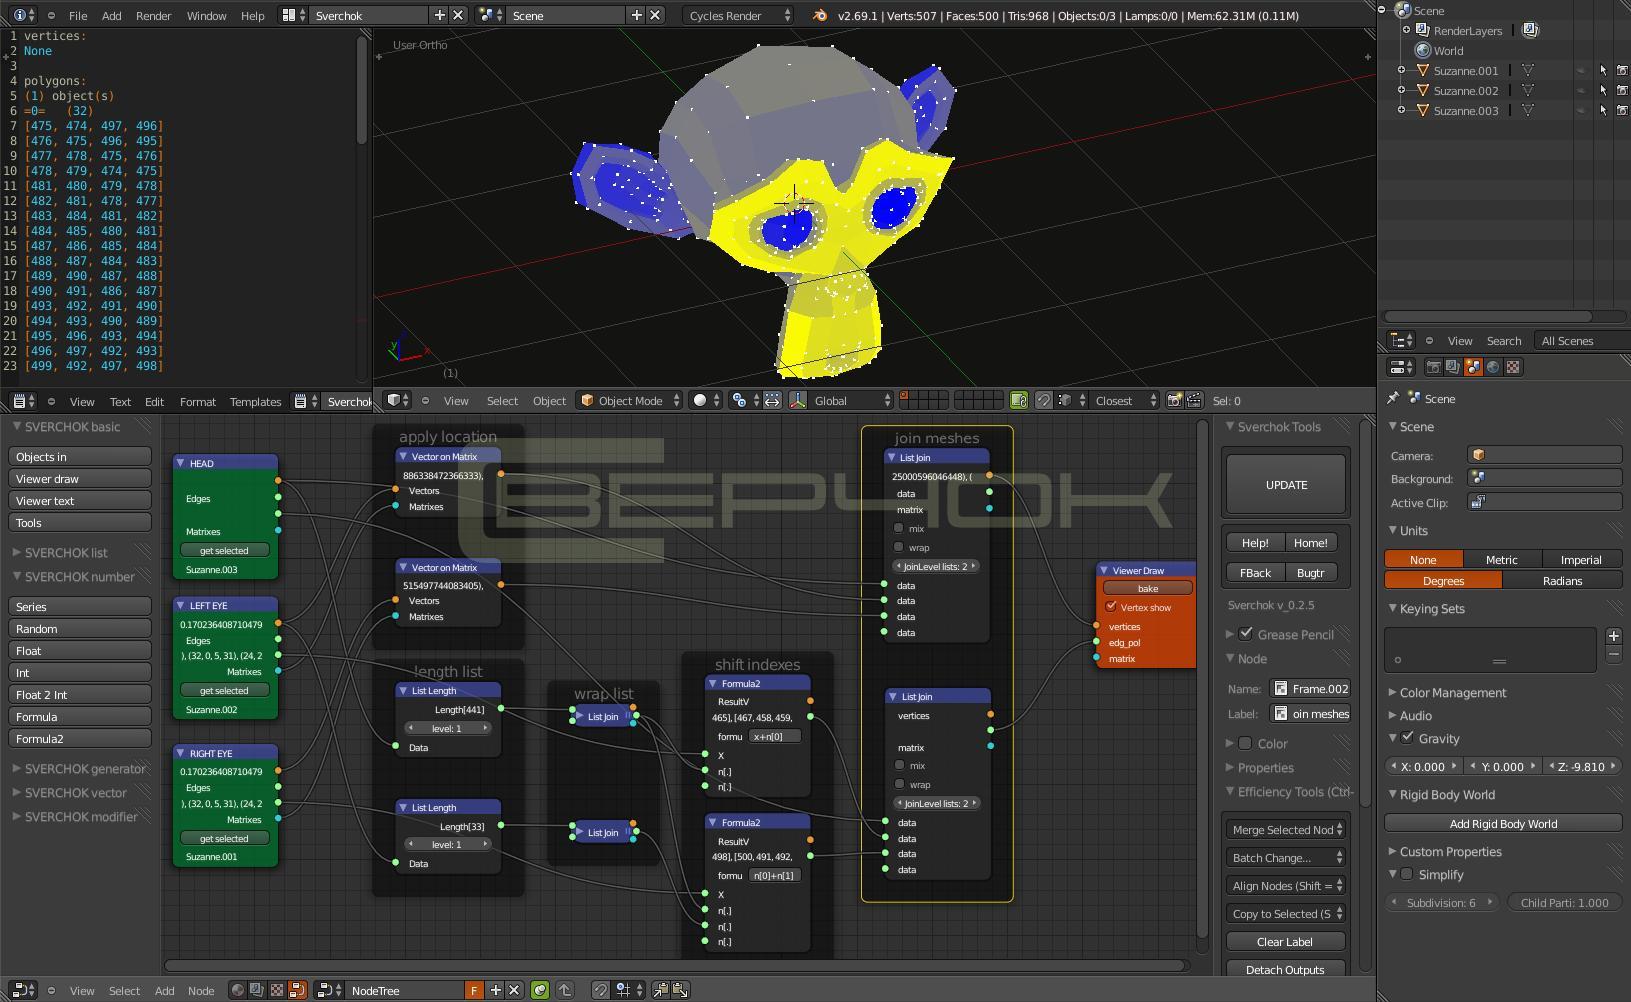 File Add Render Window Help
Sverchok
Scene
Cycles Render
v2.69.1 | Verts:507 | Faces:500 | Tris:968 | Objects:0/3 | Lamps:0/0 | Mem:62.31M (0.11M)
1 vertices:
2 None
3
4 polygons:
5 (1) object(s)
6 =0= (32)
7 [475, 474, 497, 496]
8 [476, 475, 496, 495]
9 [477, 478, 475, 476]
10 [478, 479, 474, 475]
11 [481, 480, 479, 478]
12 [482, 481, 478, 477]
13 [483, 484, 481, 482]
14 [484, 485, 480, 481]
15 [487, 486, 485, 484]
16 [488, 487, 484, 483]
17 [489, 490, 487, 488]
18 [490, 491, 486, 487]
19 [493, 492, 491, 490]
20 [494, 493, 490, 489]
21 [495, 496, 493, 494]
22 [496, 497, 492, 493]
23 [499, 492, 497, 498]
View Text Edit Format Templates
Sverchok
User Ortho
y
x
(1)
View Select Object
Object Mode
Global
Closest
Sel: 0
Scene
RenderLayers
World
Suzanne.001
Suzanne.002
Suzanne.003
View Search All Scenes
Scene
Scene
Camera:
Background:
Active Clip:
Units
None Metric Imperial
Degrees Radians
Keying Sets
Color Management
Audio
Gravity
X: 0.000 Y: 0.000 Z: -9.810
Rigid Body World
Add Rigid Body World
Custom Properties
Simplify
Subdivision: 6 Child Parti: 1.000
SVERCHOK basic
Objects in
Viewer draw
Viewer text
Tools
SVERCHOK list
SVERCHOK number
Series
Random
Float
Int
Float 2 Int
Formula
Formula2
SVERCHOK generator
SVERCHOK vector
SVERCHOK modifier
HEAD
Edges
Matrixes
get selected
Suzanne.003
LEFT EYE
0.170236408710479
Edges
), (32, 0, 5, 31), (24, 2
Matrixes
get selected
Suzanne.002
RIGHT EYE
0.170236408710479
Edges
), (32, 0, 5, 31), (24, 2
Matrixes
get selected
Suzanne.001
apply location
Vector on Matrix
886338472366333),
Vectors
Matrixes
Vector on Matrix
515497744083405),
Vectors
Matrixes
СВЕРЧОК
length list
List Length
Length[441]
level: 1
Data
List Length
Length[33]
level: 1
Data
wrap list
List Join
List Join
shift indexes
Formula2
ResultV
465], [467, 458, 459,
formu x+n[0]
X
n[.]
n[.]
Formula2
ResultV
498], [500, 491, 492,
formu n[0]+n[1]
X
n[.]
n[.]
n[.]
join meshes
List Join
25000596046448), (
data
matrix
mix
wrap
JoinLevel lists: 2
data
data
data
data
List Join
vertices
matrix
mix
wrap
JoinLevel lists: 2
data
data
data
data
Viewer Draw
bake
Vertex show
vertices
edg_pol
matrix
Sverchok Tools
UPDATE
Help! Home!
FBack Bugtr
Sverchok v_0.2.5
Grease Pencil
Node
Name: Frame.002
Label: oin meshes
Color
Properties
Efficiency Tools (Ctrl-
Merge Selected Nod
Batch Change...
Align Nodes (Shift =
Copy to Selected (S
Clear Label
Detach Outputs
View Select Add Node
NodeTree
F